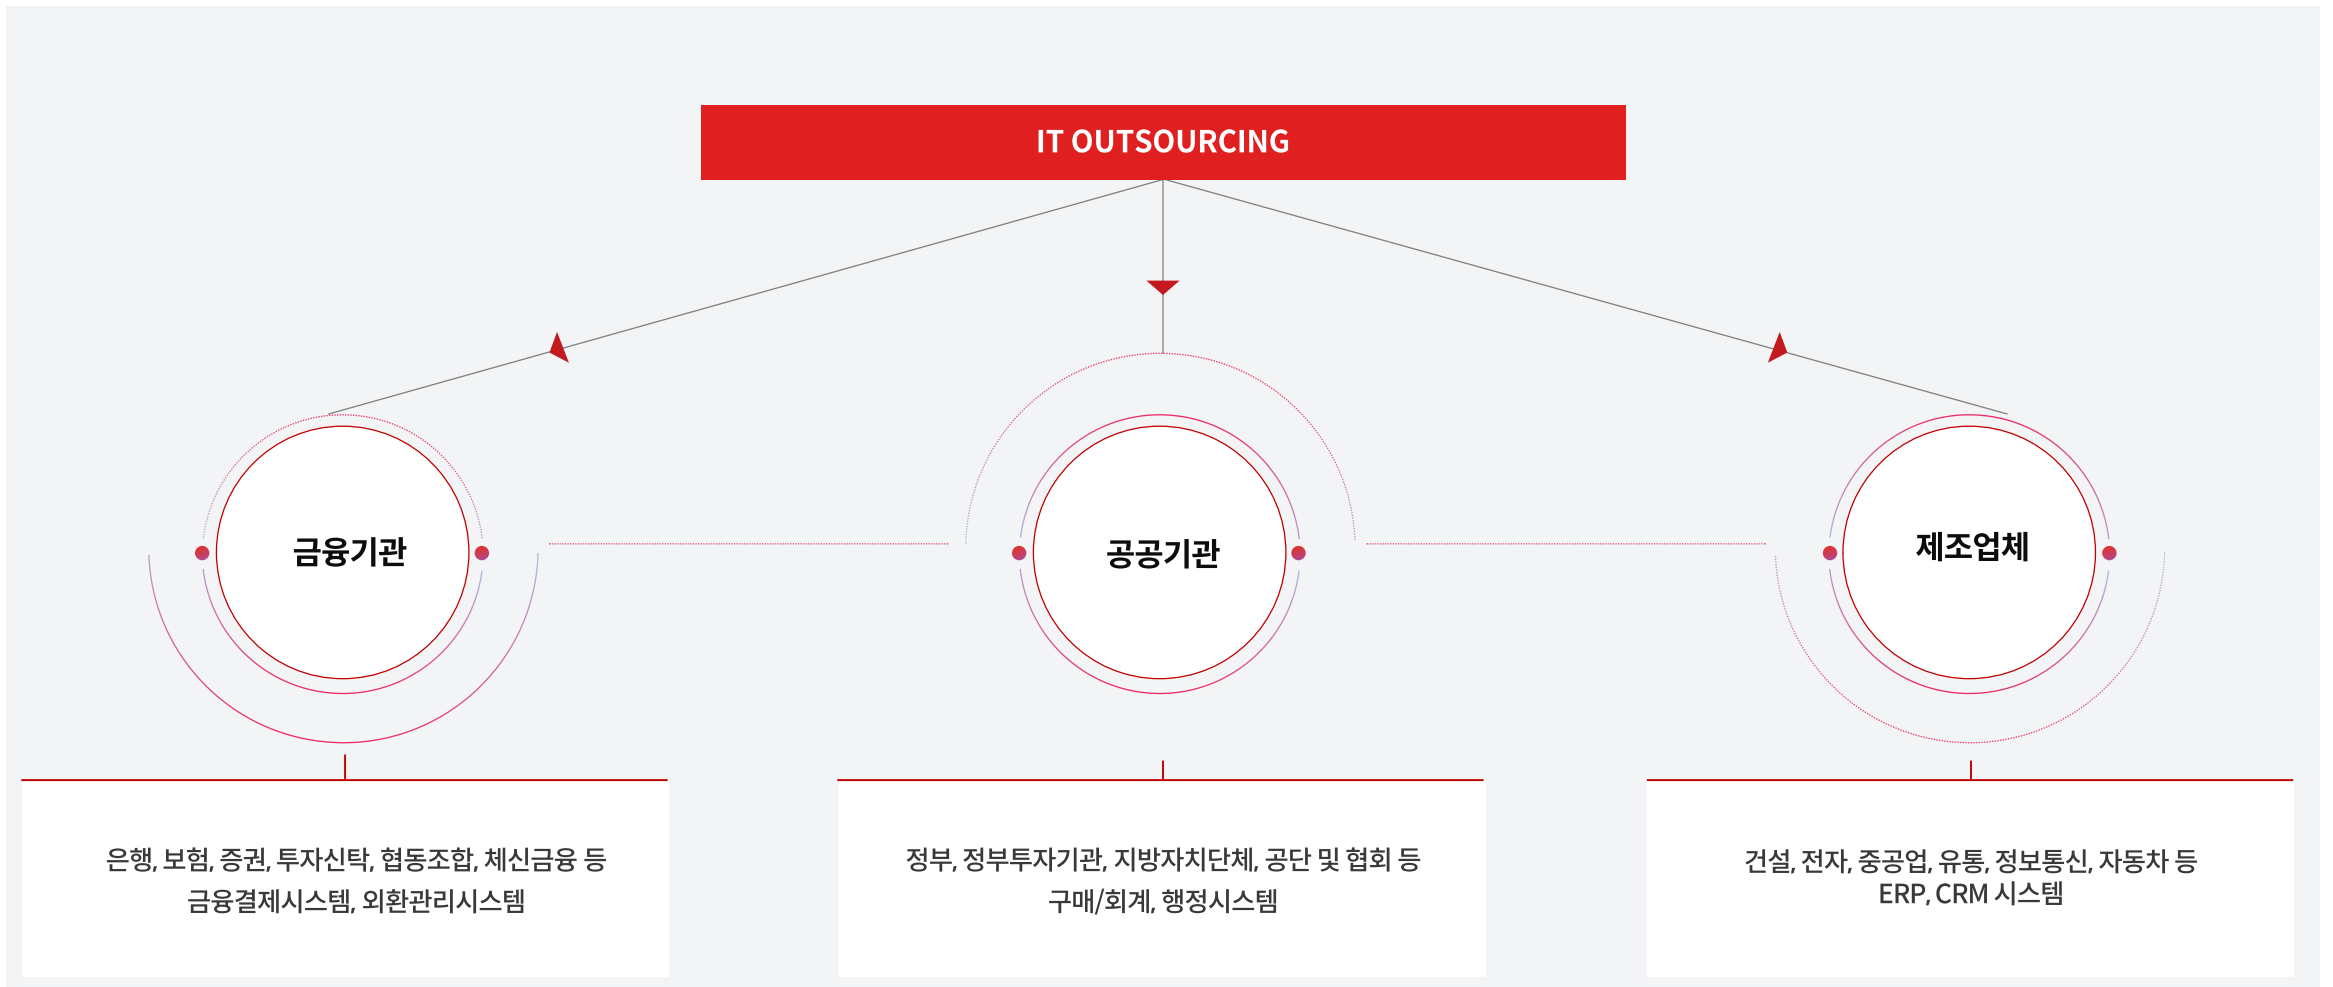 IT OUTSOURCING
금융기관
공공기관
제조업체
은행, 보험, 증권, 투자신탁, 협동조합, 체신금융 등
금융결제시스템, 외환관리시스템
정부, 정부투자기관, 지방자치단체, 공단 및 협회 등
구매/회계, 행정시스템
건설, 전자, 중공업, 유통, 정보통신, 자동차 등
ERP, CRM 시스템